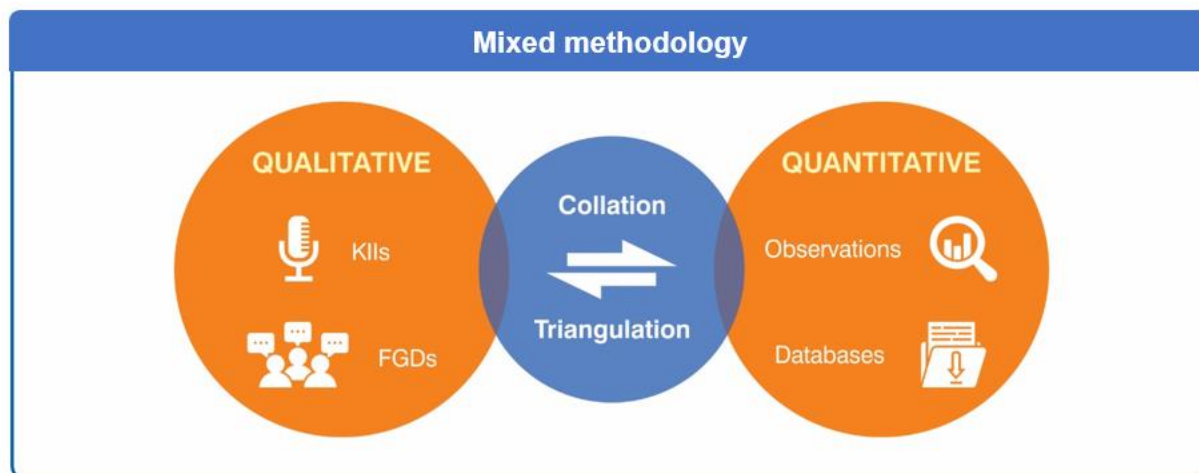 Mixed methodology
QUALITATIVE
KIIs
FGDs
Collation
Triangulation
QUANTITATIVE
Observations
Databases